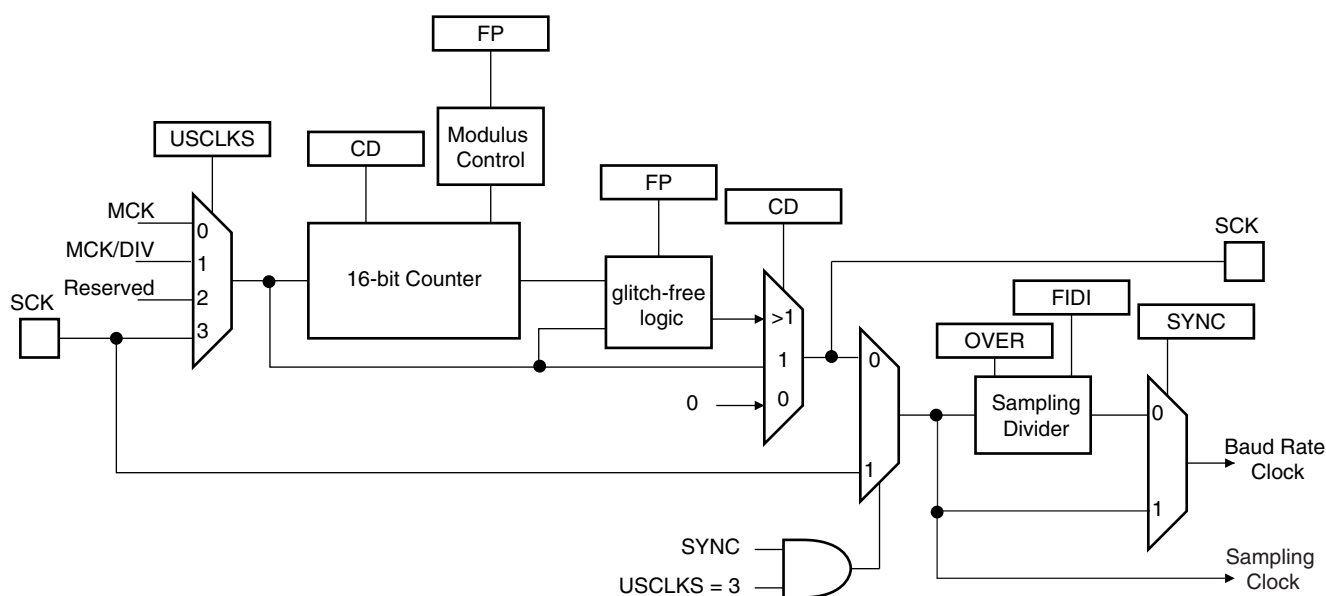 FP
USCLKS
CD
Modulus
Control
FP
CD
MCK
0
MCK/DIV
1
Reserved
2
SCK
3
16-bit Counter
glitch-free
logic
>1
1
0
0
SCK
FIDI
OVER
SYNC
0
1
Sampling
Divider
0
1
Baud Rate
Clock
SYNC
USCLKS = 3
Sampling
Clock